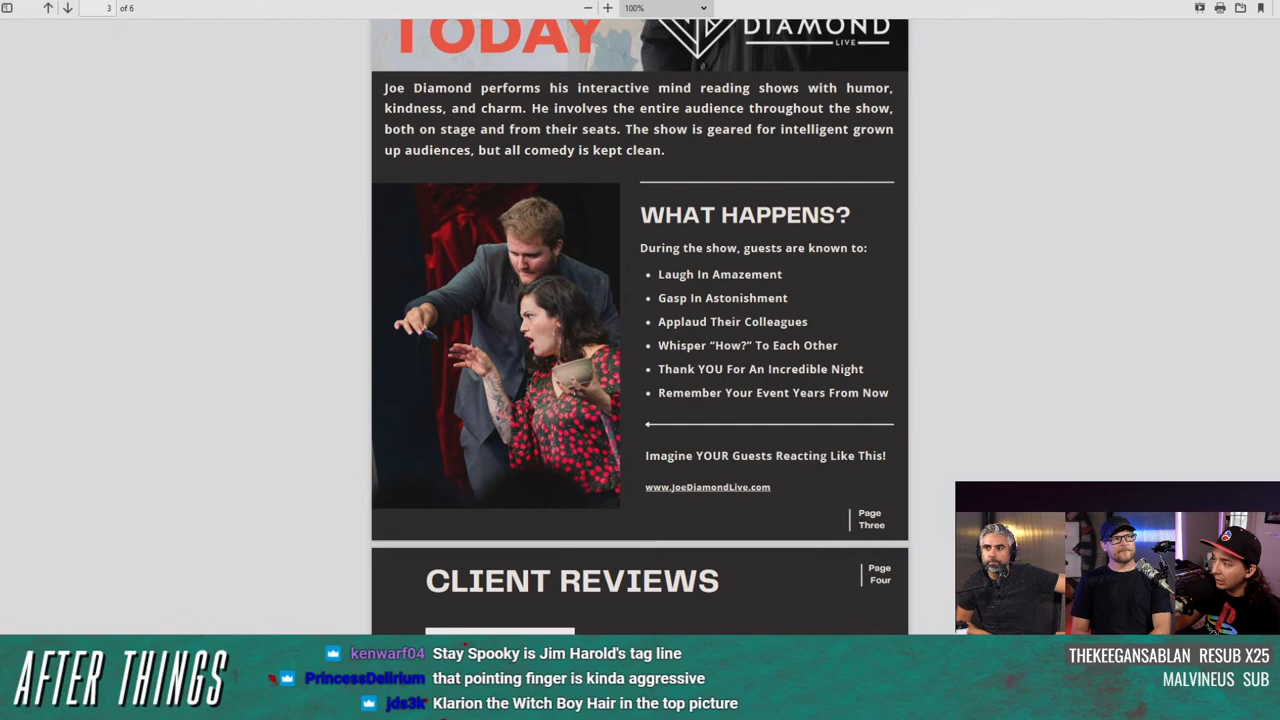 3 of 6
100%
TODAY
DIAMOND
LIVE
Joe Diamond performs his interactive mind reading shows with humor,
kindness, and charm. He involves the entire audience throughout the show,
both on stage and from their seats. The show is geared for intelligent grown
up audiences, but all comedy is kept clean.
WHAT HAPPENS?
During the show, guests are known to:
• Laugh In Amazement
• Gasp In Astonishment
• Applaud Their Colleagues
• Whisper “How?” To Each Other
• Thank YOU For An Incredible Night
• Remember Your Event Years From Now
Imagine YOUR Guests Reacting Like This!
www.JoeDiamondLive.com
Page
Three
CLIENT REVIEWS
Page
Four
AFTER THINGS
kenwarf04 Stay Spooky is Jim Harold's tag line
PrincessDelirium that pointing finger is kinda aggressive
jds3k Klarion the Witch Boy Hair in the top picture
THEKEEGANSABLAN RESUB X25
MALVINEUS SUB